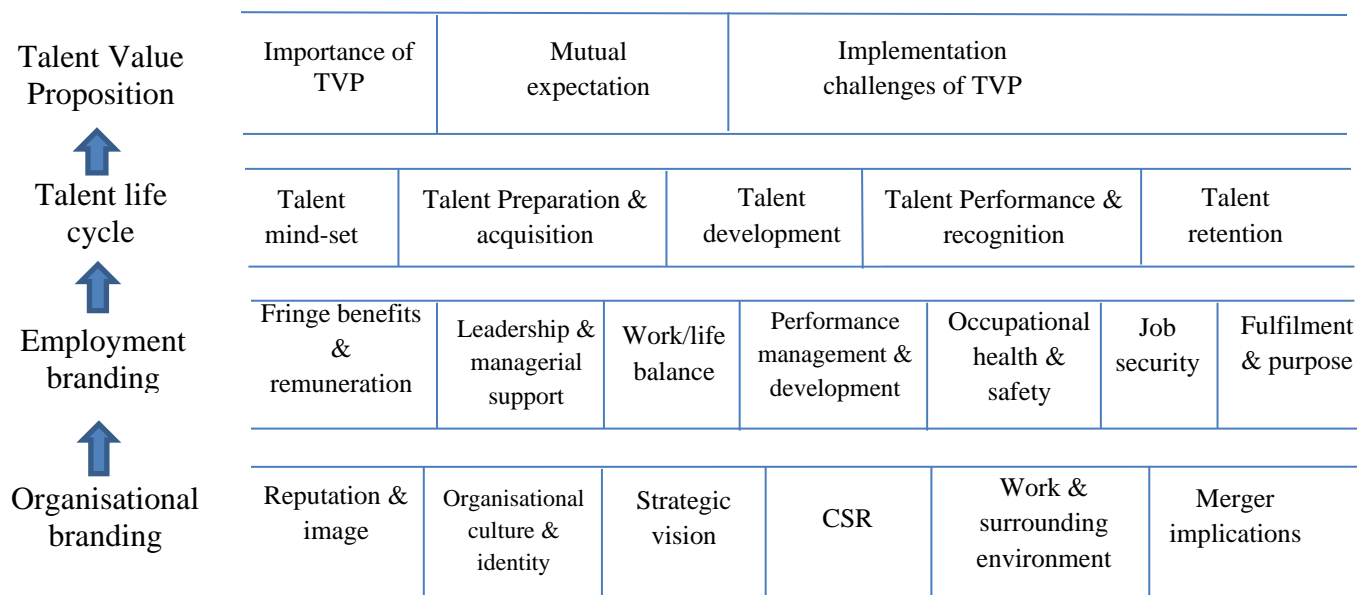 Talent Value
Proposition
Importance of
TVP
Mutual
expectation
Implementation
challenges of TVP
Talent life
cycle
Talent
mind-set
Talent Preparation &
acquisition
Talent
development
Talent Performance &
recognition
Talent
retention
Employment
branding
Fringe benefits
&
remuneration
Leadership &
managerial
support
Work/life
balance
Performance
management &
development
Occupational
health &
safety
Job
security
Fulfilment
& purpose
Organisational
branding
Reputation &
image
Organisational
culture &
identity
Strategic
vision
CSR
Work &
surrounding
environment
Merger
implications